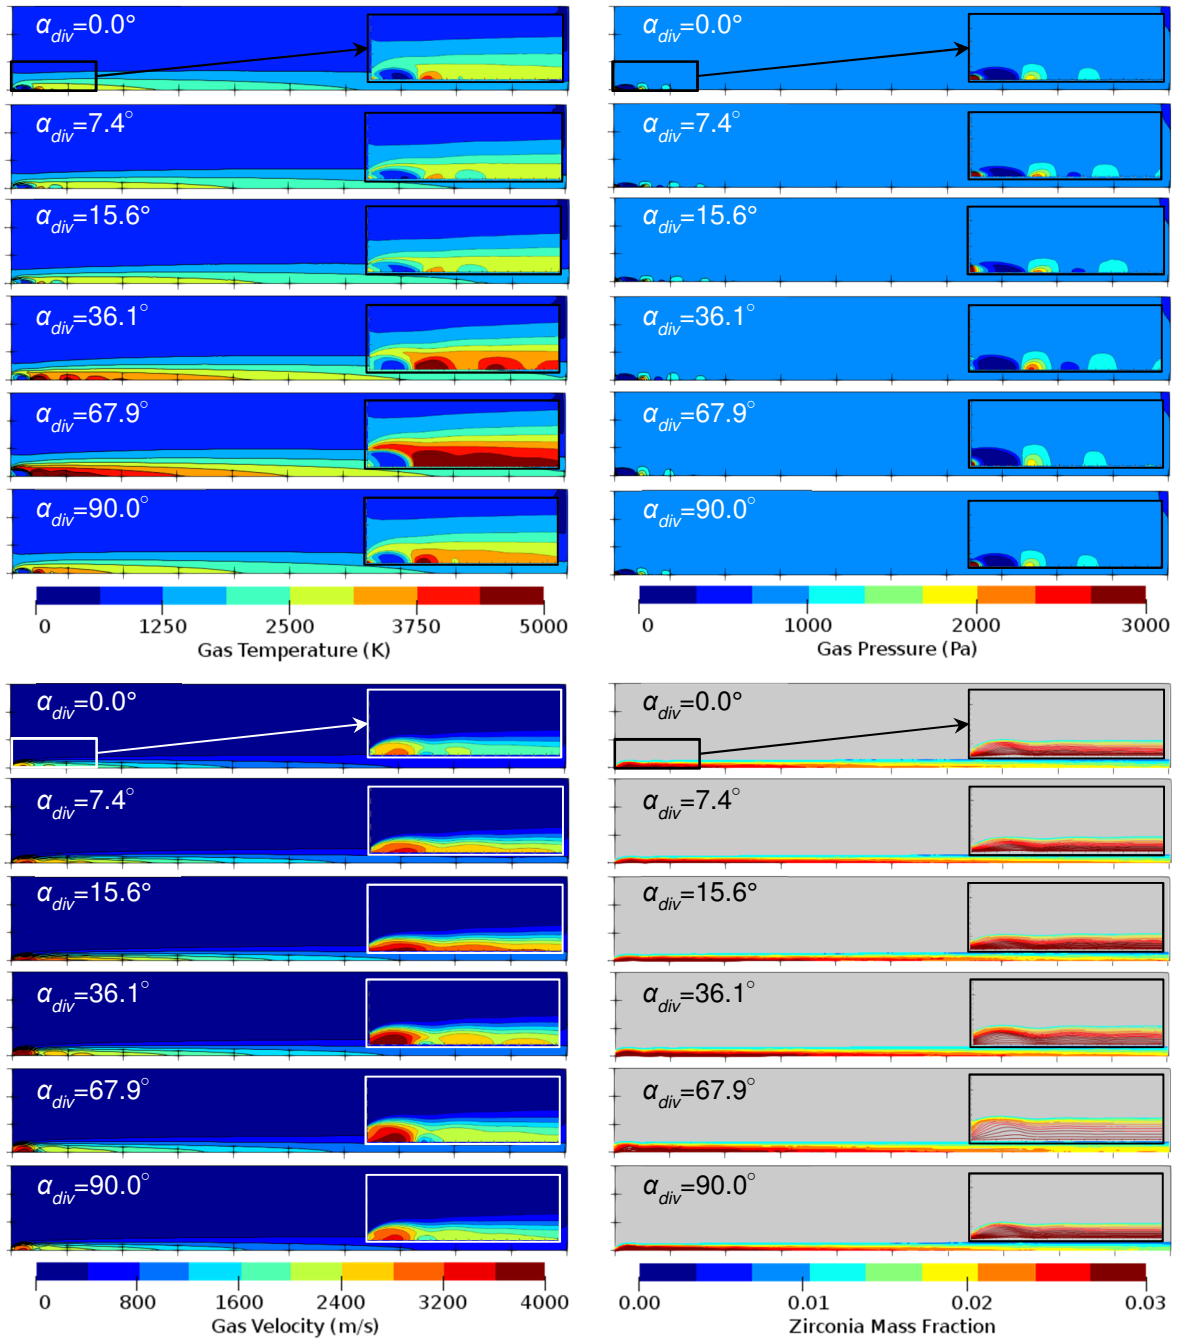 α_div=0.0°
α_div=7.4°
α_div=15.6°
α_div=36.1°
α_div=67.9°
α_div=90.0°
0 1250 2500 3750 5000
Gas Temperature (K)
α_div=0.0°
α_div=7.4°
α_div=15.6°
α_div=36.1°
α_div=67.9°
α_div=90.0°
0 1000 2000 3000
Gas Pressure (Pa)
α_div=0.0°
α_div=7.4°
α_div=15.6°
α_div=36.1°
α_div=67.9°
α_div=90.0°
0 800 1600 2400 3200 4000
Gas Velocity (m/s)
α_div=0.0°
α_div=7.4°
α_div=15.6°
α_div=36.1°
α_div=67.9°
α_div=90.0°
0.00 0.01 0.02 0.03
Zirconia Mass Fraction